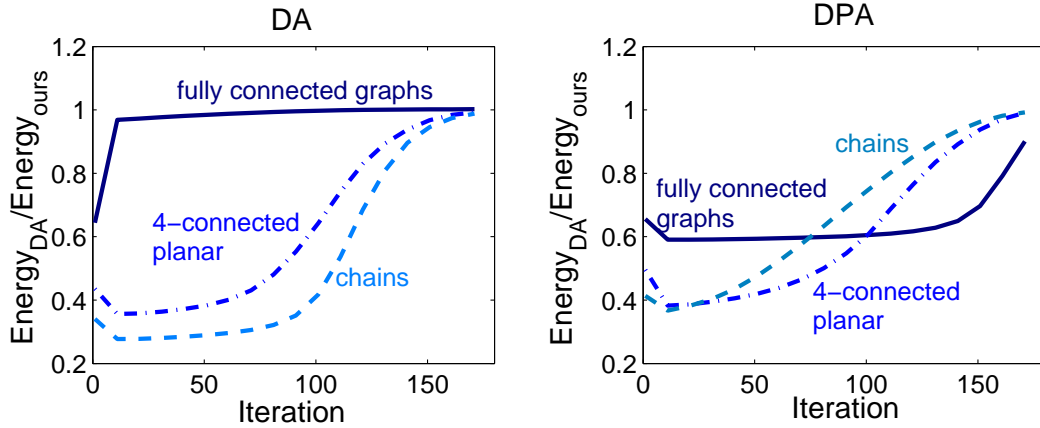 DA
Energy_DA/Energy_ours
1.2
1
0.8
0.6
0.4
0.2
fully connected graphs
4−connected
planar
chains
0
50
100
150
Iteration
DPA
Energy_DA/Energy_ours
1.2
1
0.8
0.6
0.4
0.2
chains
fully connected
graphs
4−connected
planar
0
50
100
150
Iteration